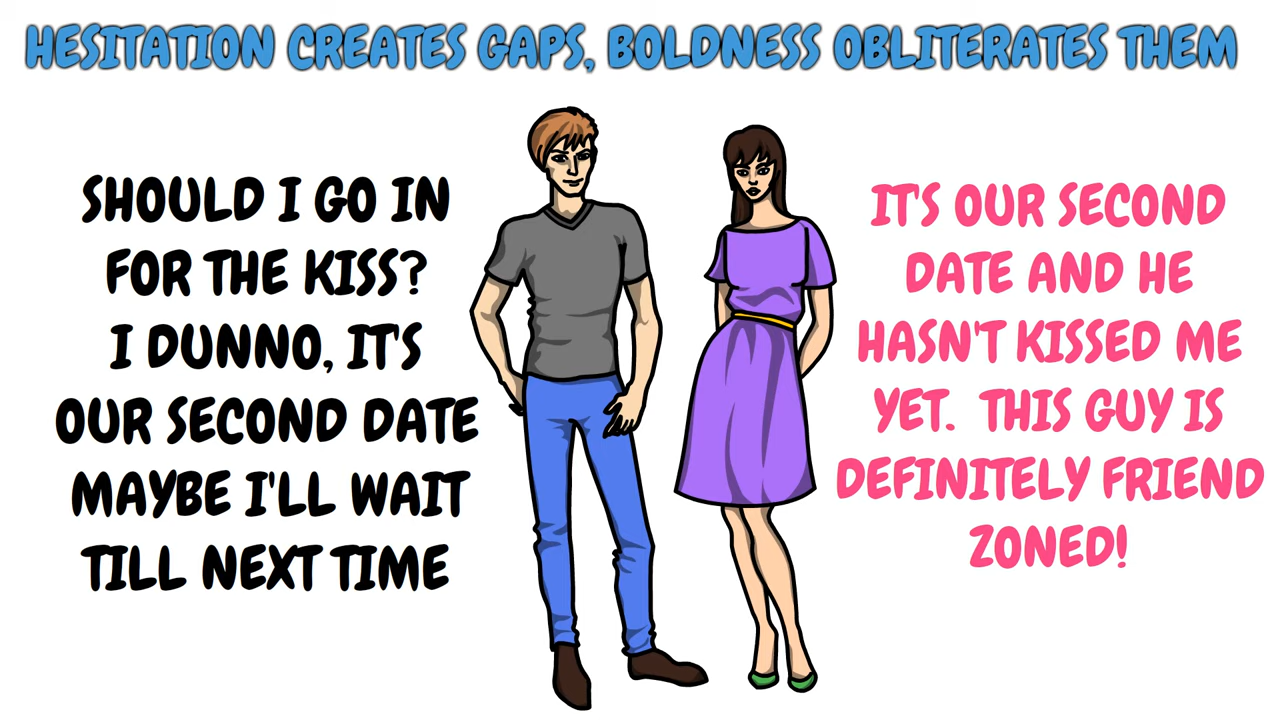 HESITATION CREATES GAPS, BOLDNESS OBLITERATES THEM
SHOULD I GO IN
FOR THE KISS?
I DUNNO, IT'S
OUR SECOND DATE
MAYBE I'LL WAIT
TILL NEXT TIME
IT'S OUR SECOND
DATE AND HE
HASN'T KISSED ME
YET. THIS GUY IS
DEFINITELY FRIEND
ZONED!